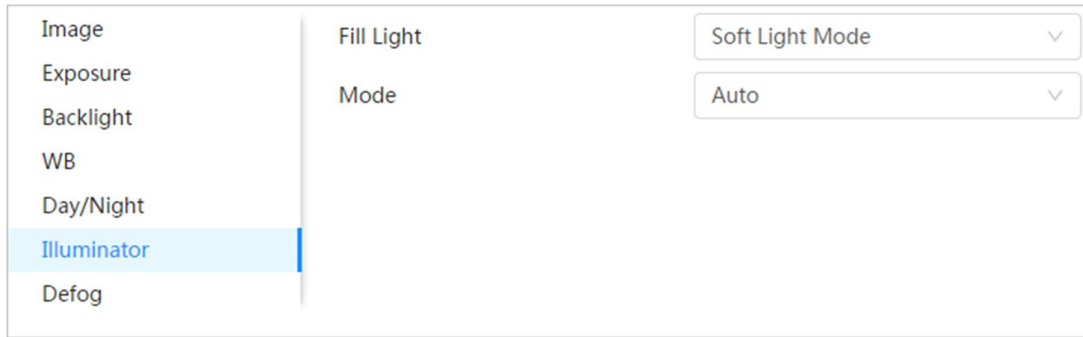 Image
Exposure
Backlight
WB
Day/Night
Illuminator
Defog
Fill Light Soft Light Mode
Mode Auto